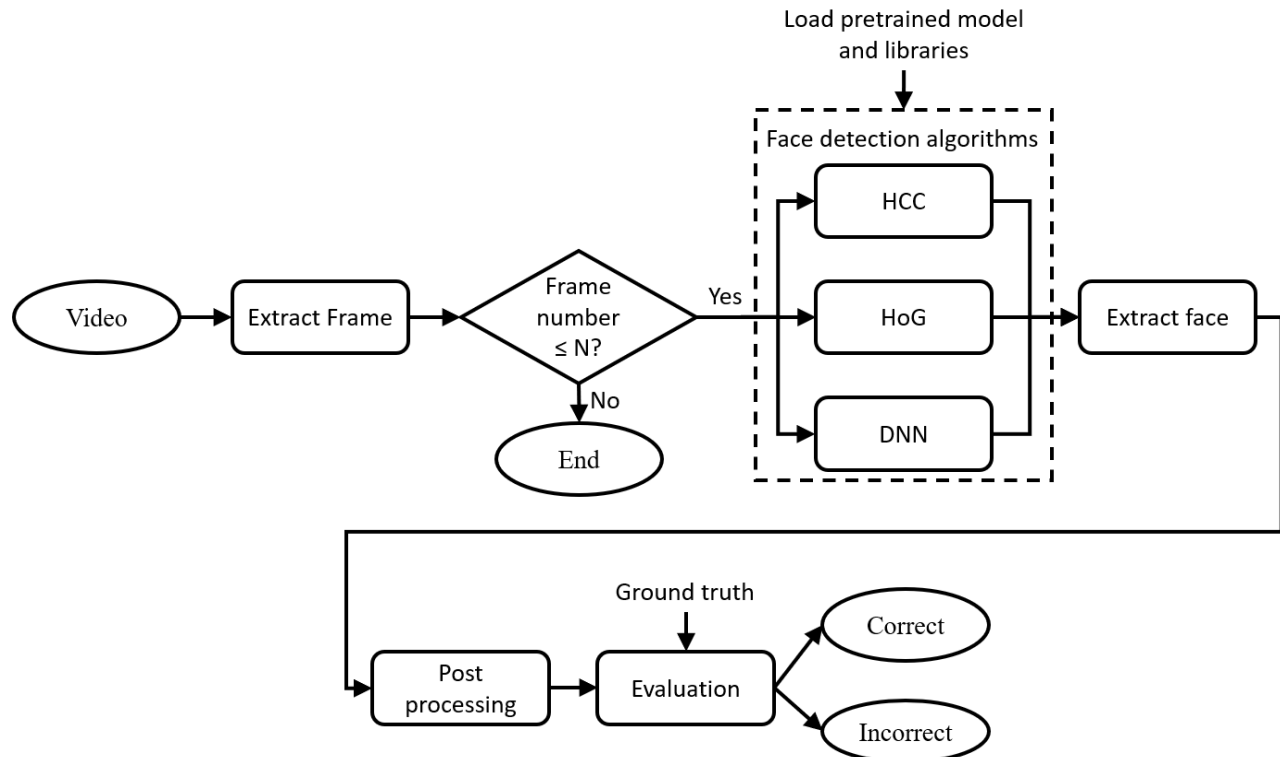 Load pretrained model
and libraries
Face detection algorithms
HCC
Video
Extract Frame
Frame
number
≤ N?
Yes
HoG
Extract face
No
DNN
End
Ground truth
Correct
Post
processing
Evaluation
Incorrect